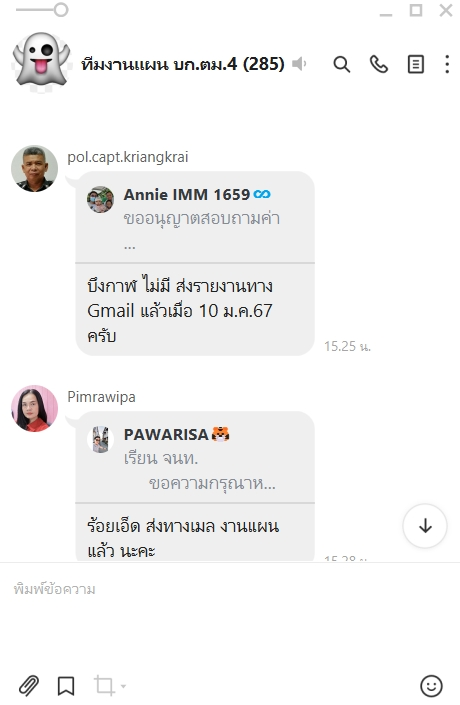 ทีมงานแผน บก.ตม.4 (285)
pol.capt.kriangkrai
Annie IMM 1659
ขออนุญาตสอบถามค่า
...
บึงกาฬ ไม่มี ส่งรายงานทาง
Gmail แล้วเมื่อ 10 ม.ค.67
ครับ
15.25 น.
Pimrawipa
PAWARISA
เรียน จนท.
ขอความกรุณาห...
ร้อยเอ็ด ส่งทางเมล งานแผน
แล้ว นะคะ
15.28 น.
พิมพ์ข้อความ